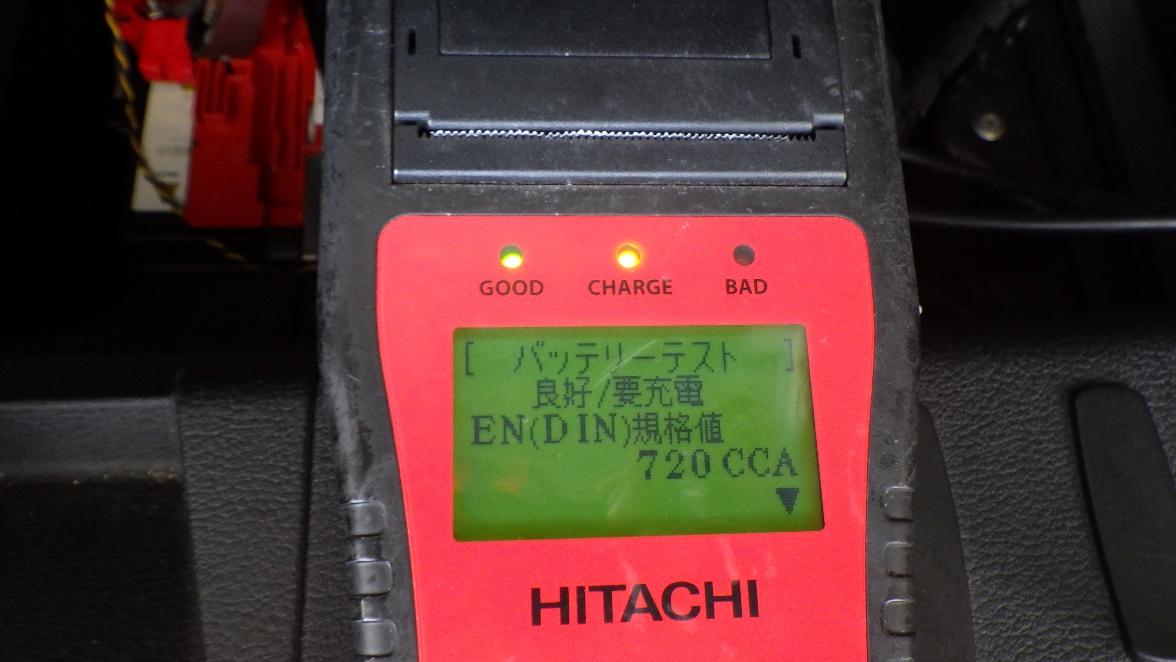 GOOD CHARGE BAD
[ バッテリーテスト ]
良好/要充電
EN(DIN)規格値
720 CCA
▼
HITACHI